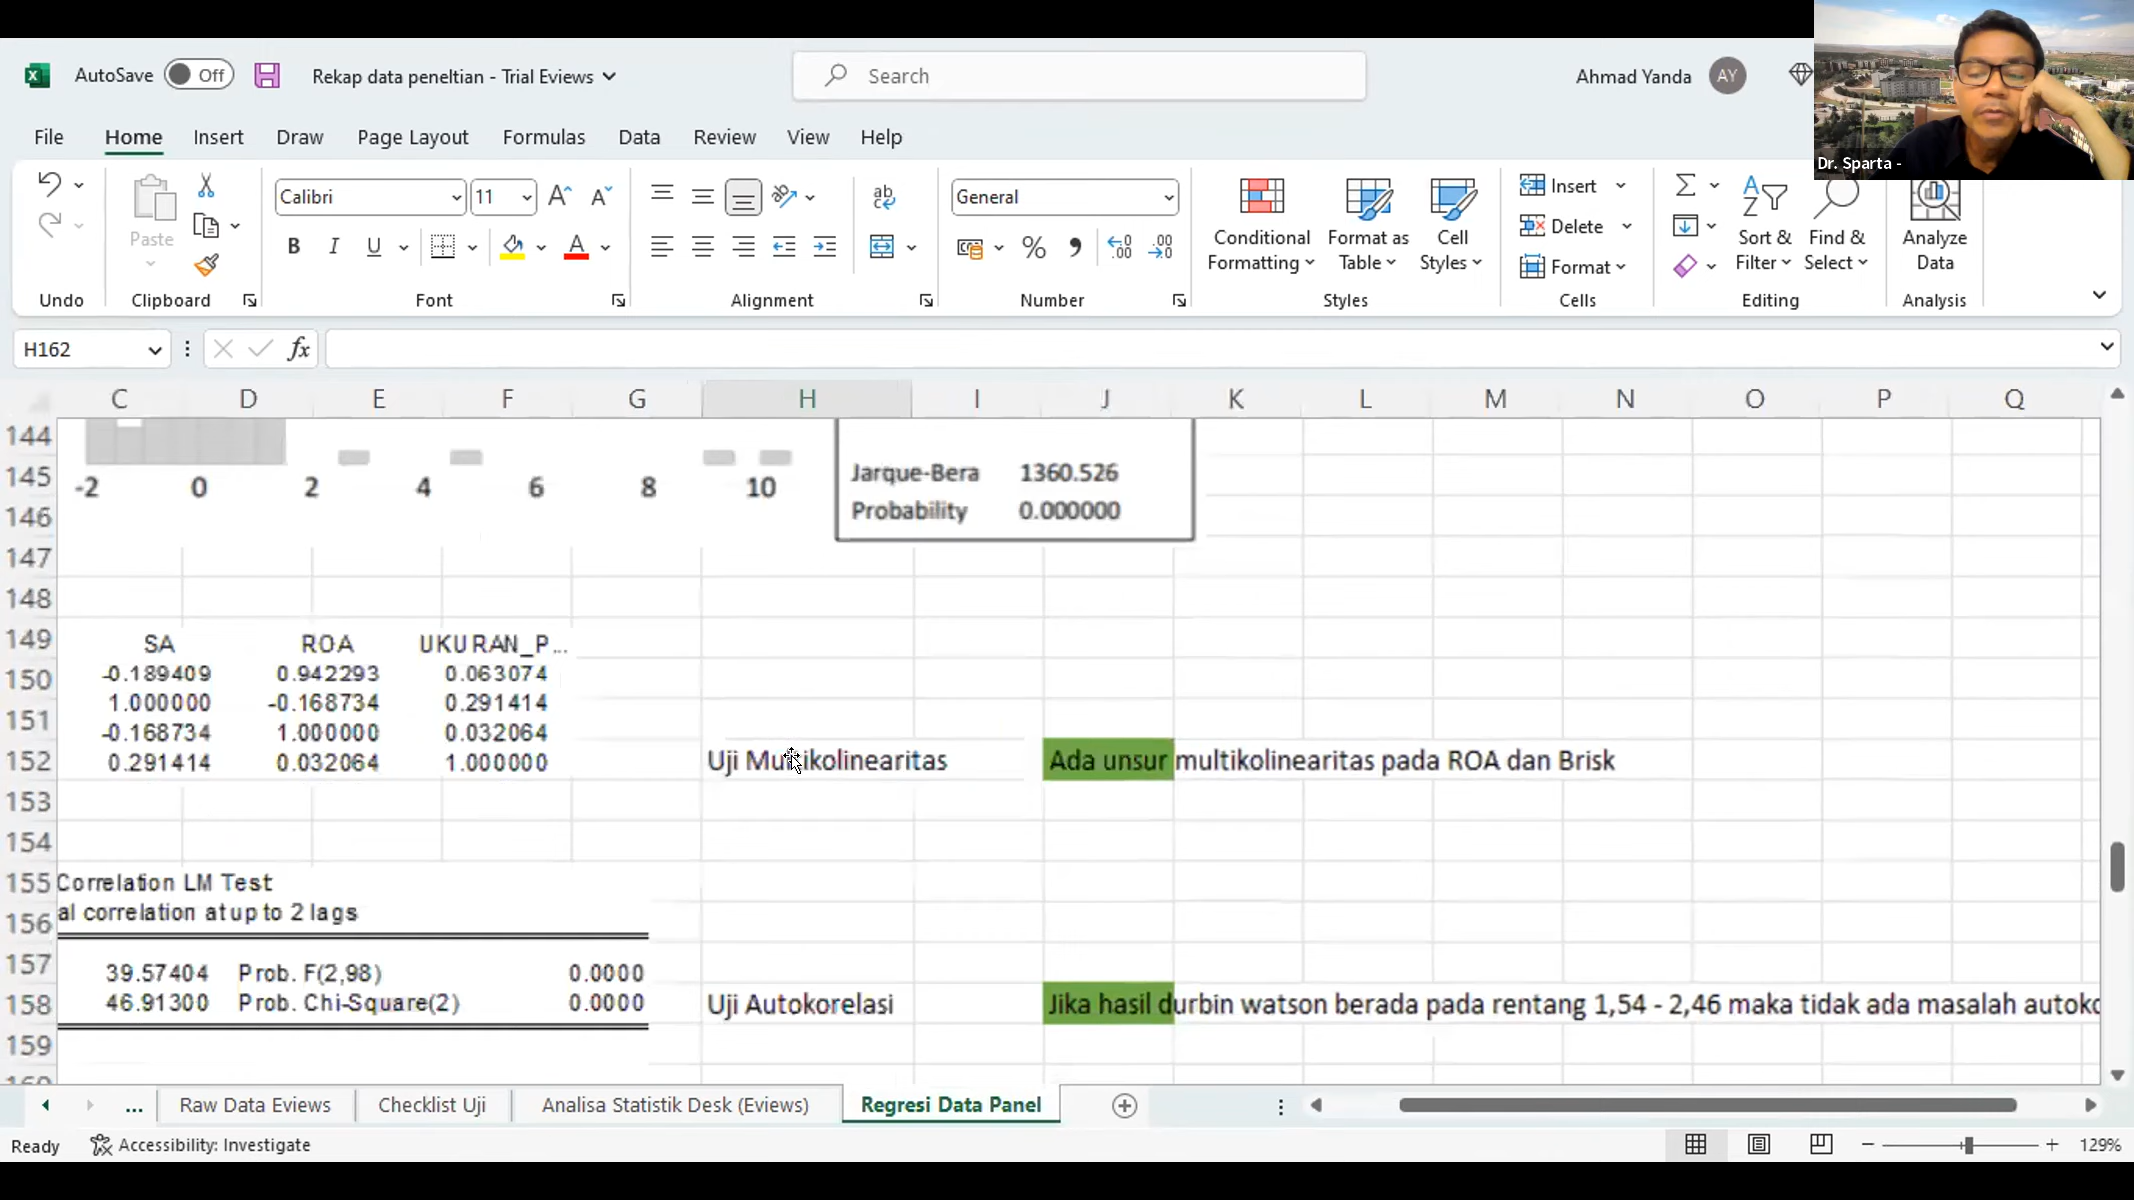 AutoSave Off Rekap data peneltian - Trial Eviews Search Ahmad Yanda AY
Dr. Sparta -
File Home Insert Draw Page Layout Formulas Data Review View Help
Calibri 11 General Insert
Paste B I U Conditional Formatting Format as Table Cell Styles Delete Format Sort & Filter Find & Select Analyze Data
Undo Clipboard Font Alignment Number Styles Cells Editing Analysis
H162 fx
C D E F G H I J K L M N O P Q
144
145 Jarque-Bera 1360.526
-2 0 2 4 6 8 10
146 Probability 0.000000
147
148
149 SA ROA UKURAN_P...
150 -0.189409 0.942293 0.063074
151 1.000000 -0.168734 0.291414
-0.168734 1.000000 0.032064
152 0.291414 0.032064 1.000000 Uji Multikolinearitas Ada unsur multikolinearitas pada ROA dan Brisk
153
154
155 Correlation LM Test
156 al correlation at up to 2 lags
157 39.57404 Prob. F(2,98) 0.0000
158 46.91300 Prob. Chi-Square(2) 0.0000 Uji Autokorelasi Jika hasil durbin watson berada pada rentang 1,54 - 2,46 maka tidak ada masalah autoko
159
... Raw Data Eviews Checklist Uji Analisa Statistik Desk (Eviews) Regresi Data Panel
Ready Accessibility: Investigate 129%